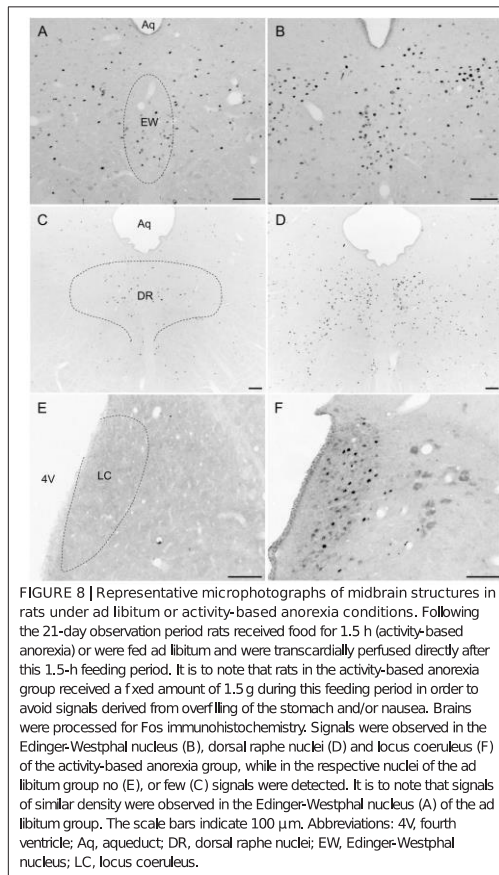 A
Aq
B
EW
C
Aq
D
DR
E
F
4V
LC
FIGURE 8 | Representative microphotographs of midbrain structures in
rats under ad libitum or activity-based anorexia conditions. Following
the 21-day observation period rats received food for 1.5 h (activity-based
anorexia) or were fed ad libitum and were transcardially perfused directly after
this 1.5-h feeding period. It is to note that rats in the activity-based anorexia
group received a fxed amount of 1.5 g during this feeding period in order to
avoid signals derived from overflling of the stomach and/or nausea. Brains
were processed for Fos immunohistochemistry. Signals were observed in the
Edinger-Westphal nucleus (B), dorsal raphe nuclei (D) and locus coeruleus (F)
of the activity-based anorexia group, while in the respective nuclei of the ad
libitum group no (E), or few (C) signals were detected. It is to note that signals
of similar density were observed in the Edinger-Westphal nucleus (A) of the ad
libitum group. The scale bars indicate 100 μm. Abbreviations: 4V, fourth
ventricle; Aq, aqueduct; DR, dorsal raphe nuclei; EW, Edinger-Westphal
nucleus; LC, locus coeruleus.